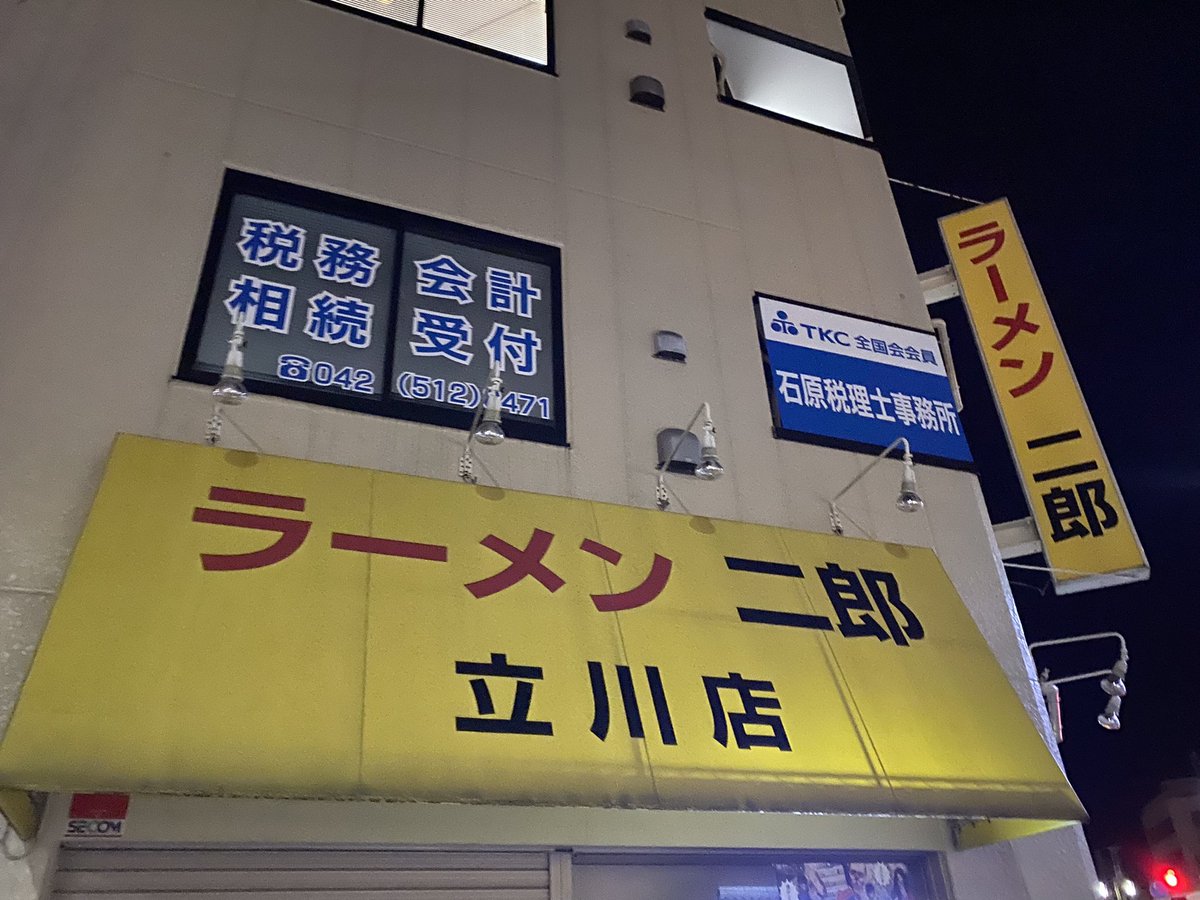 税務 会計
相続 受付
☎042 (512) 471
TKC 全国会会員
石原税理士事務所
ラーメン 二郎
ラーメン 二郎
立川店
SECOM